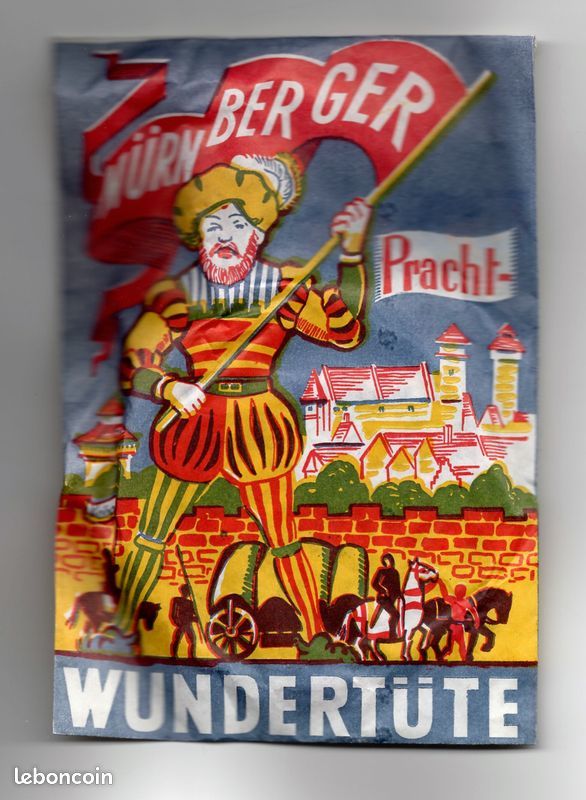 NÜRNBERGER
Pracht-
WUNDERTÜTE
leboncoin